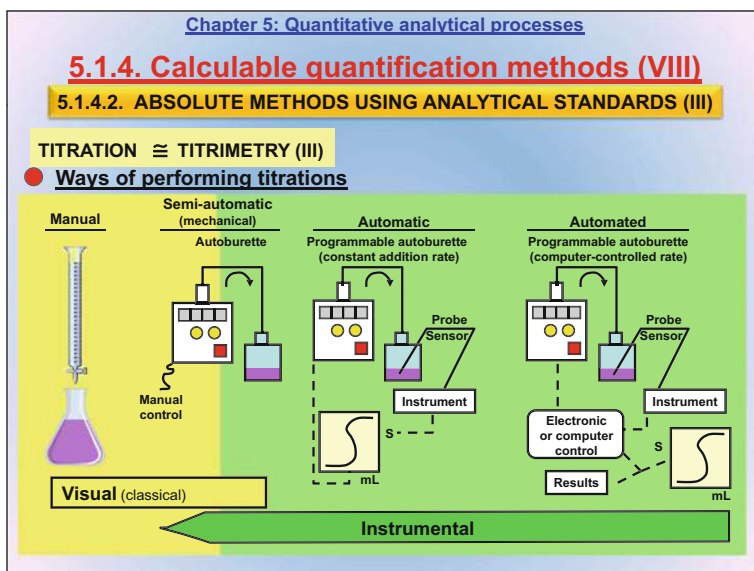 Chapter 5: Quantitative analytical processes
5.1.4. Calculable quantification methods (VIII)
5.1.4.2. ABSOLUTE METHODS USING ANALYTICAL STANDARDS (III)
TITRATION ≅ TITRIMETRY (III)
Ways of performing titrations
Manual
Semi-automatic
(mechanical)
Autoburette
Manual
control
Automatic
Programmable autoburette
(constant addition rate)
Probe
Sensor
Instrument
S
mL
Automated
Programmable autoburette
(computer-controlled rate)
Probe
Sensor
Instrument
Electronic
or computer
control
S
Results
mL
Visual (classical)
Instrumental